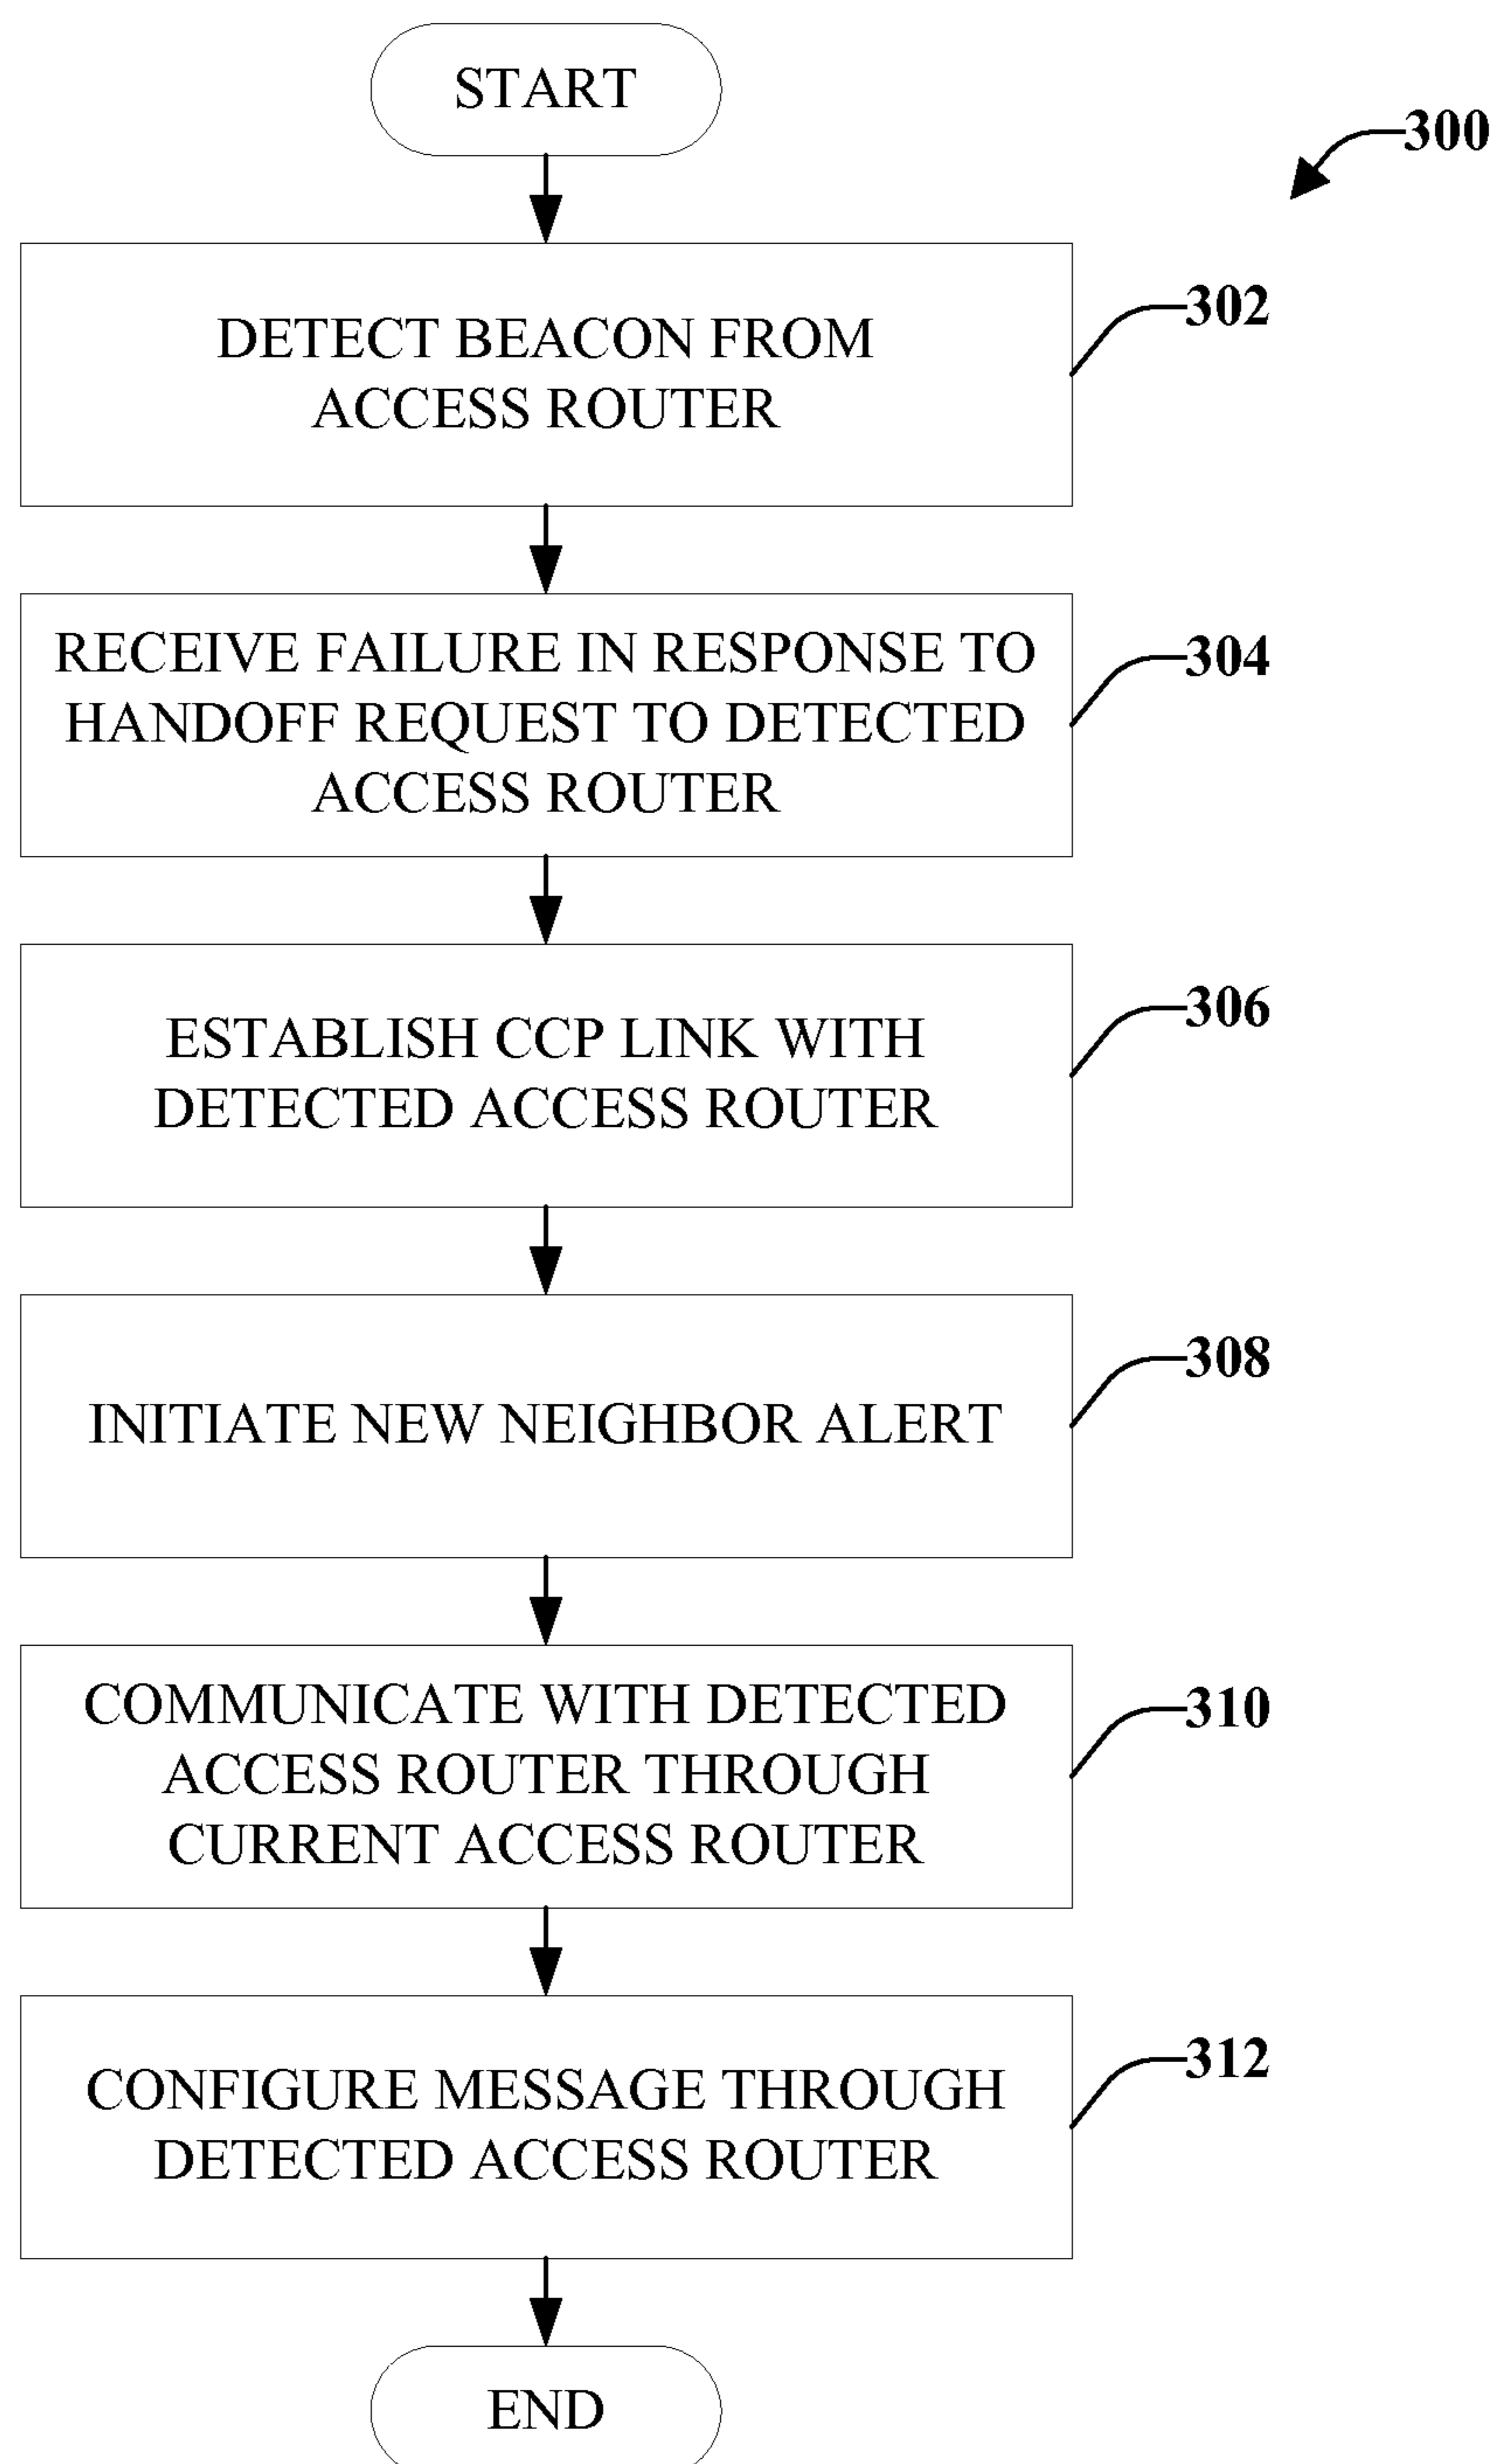 START
300
DETECT BEACON FROM
ACCESS ROUTER
302
RECEIVE FAILURE IN RESPONSE TO
HANDOFF REQUEST TO DETECTED
ACCESS ROUTER
304
ESTABLISH CCP LINK WITH
DETECTED ACCESS ROUTER
306
INITIATE NEW NEIGHBOR ALERT
308
COMMUNICATE WITH DETECTED
ACCESS ROUTER THROUGH
CURRENT ACCESS ROUTER
310
CONFIGURE MESSAGE THROUGH
DETECTED ACCESS ROUTER
312
END